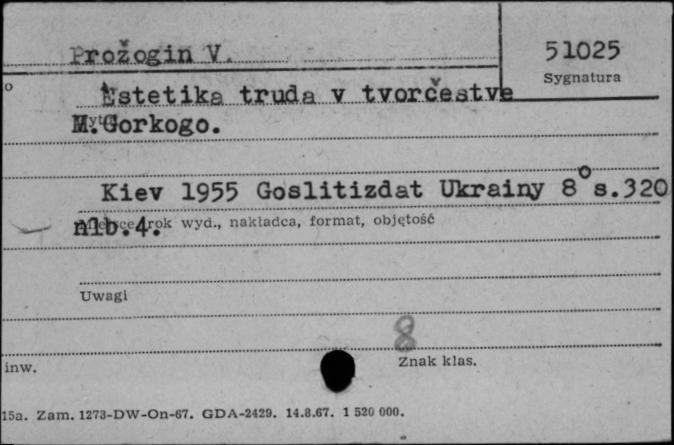 Prožogin V.
51025
Sygnatura
o
Estetika truda v tvorčestve
M.Gorkogo.
Kiev 1955 Goslitizdat Ukrainy 8° s.320
nlb.4.
Miejsce, rok wyd., nakładca, format, objętość
Uwagi
8
inw.
Znak klas.
15a. Zam. 1273-DW-On-67. GDA-2429. 14.8.67. 1 520 000.